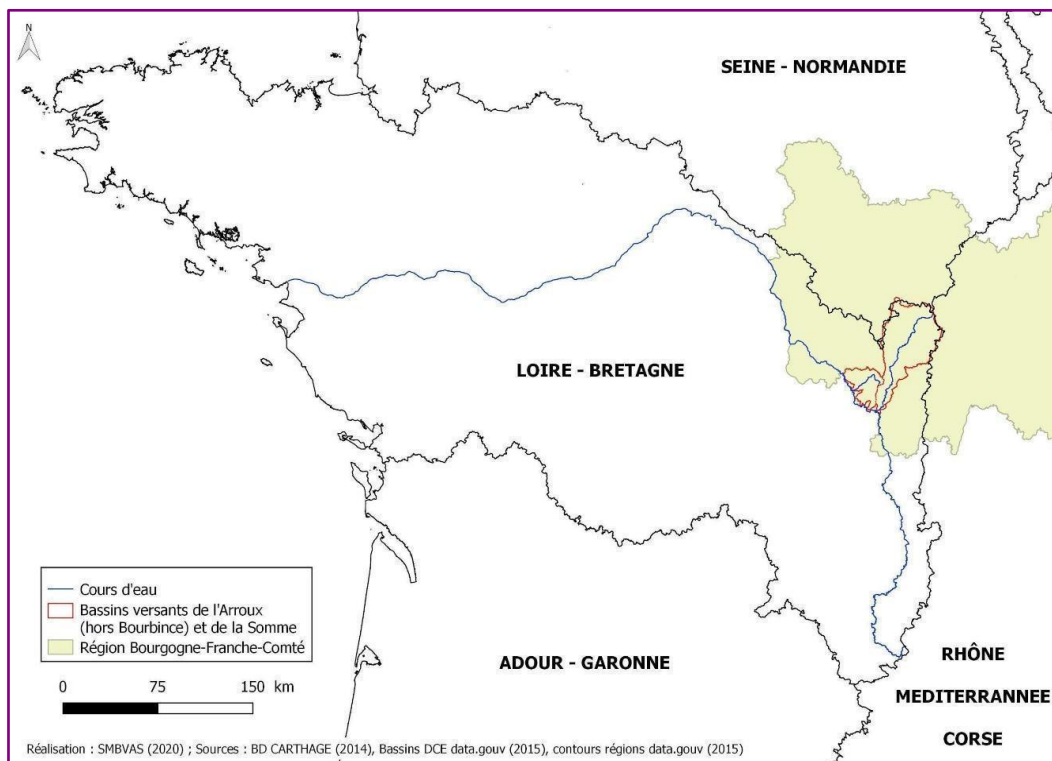 N
SEINE - NORMANDIE
LOIRE - BRETAGNE
ADOUR - GARONNE
RHÔNE
MEDITERRANNEE
CORSE
Cours d'eau
Bassins versants de l'Arroux
(hors Bourbince) et de la Somme
Région Bourgogne-Franche-Comté
0 75 150 km
Réalisation : SMBVAS (2020) ; Sources : BD CARTHAGE (2014), Bassins DCE data.gouv (2015), contours régions data.gouv (2015)